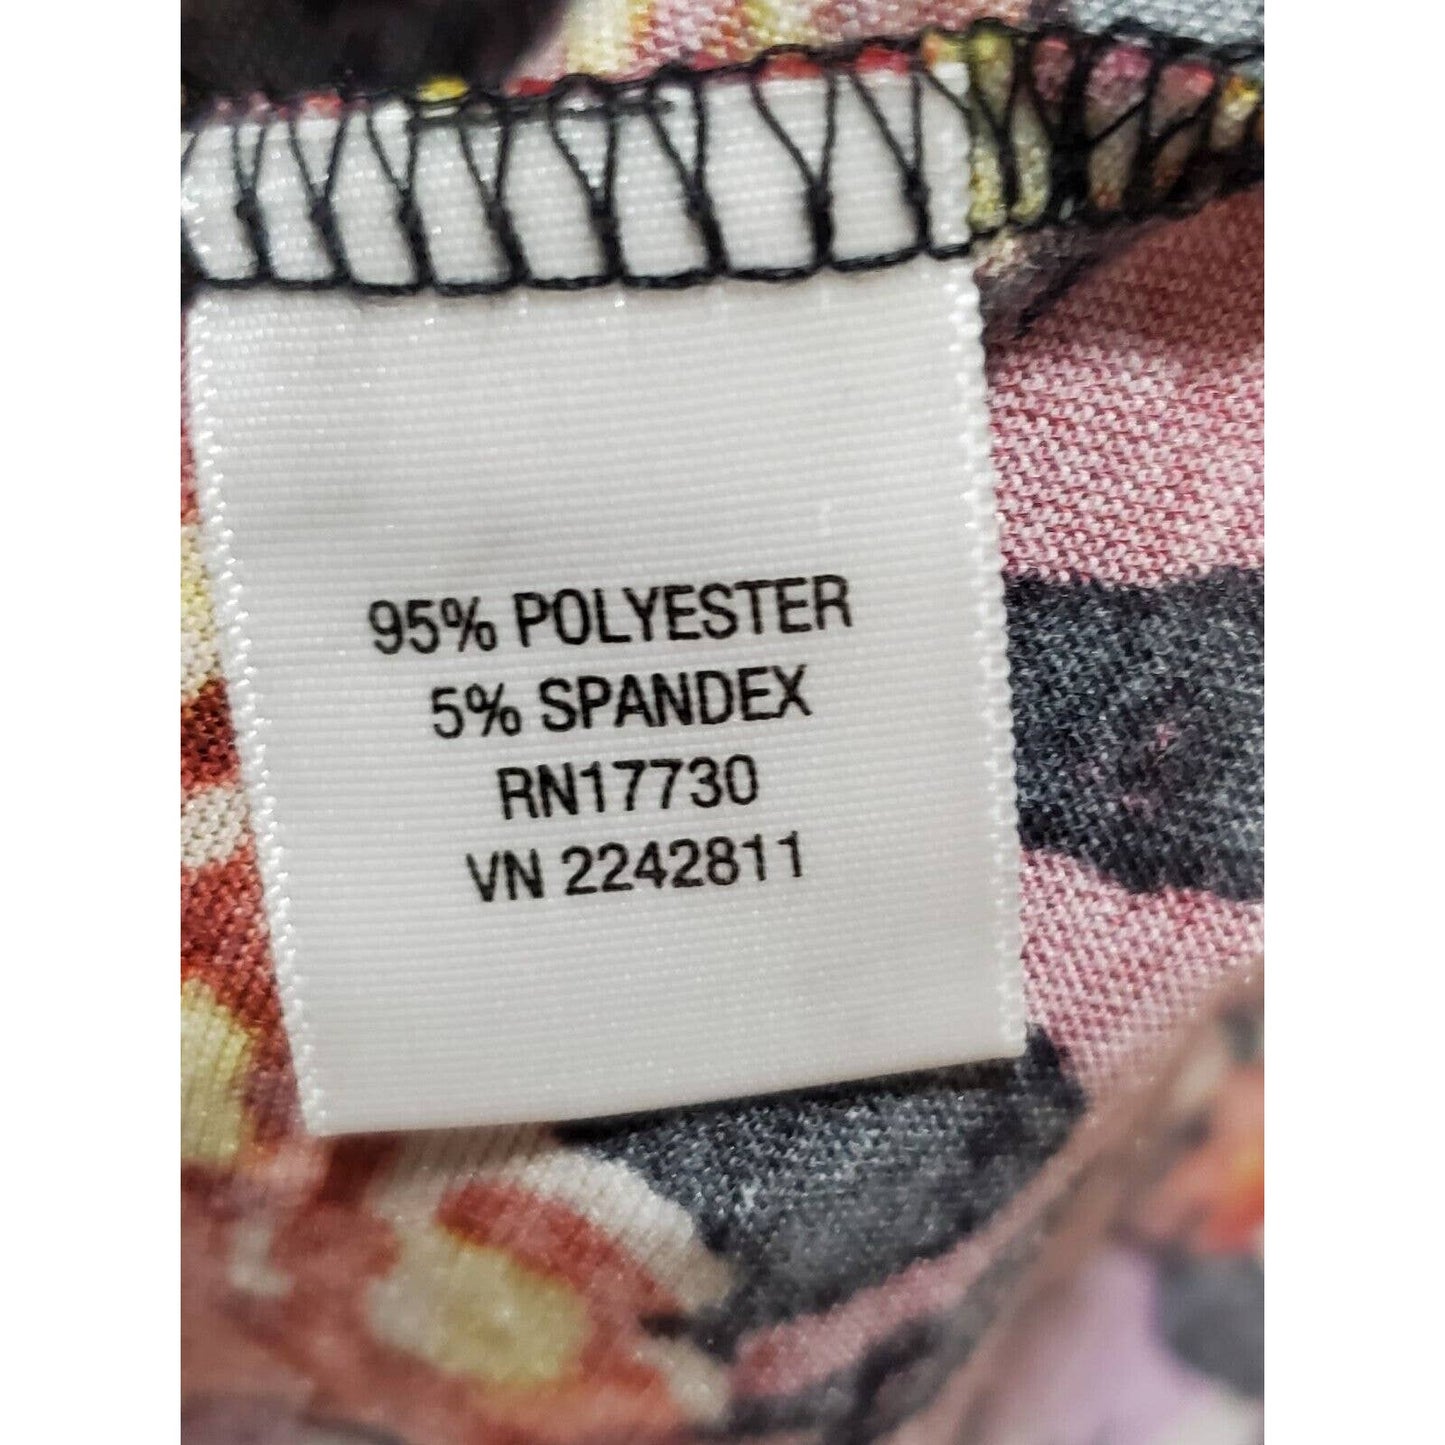 95% POLYESTER
5% SPANDEX
RN17730
VN 2242811